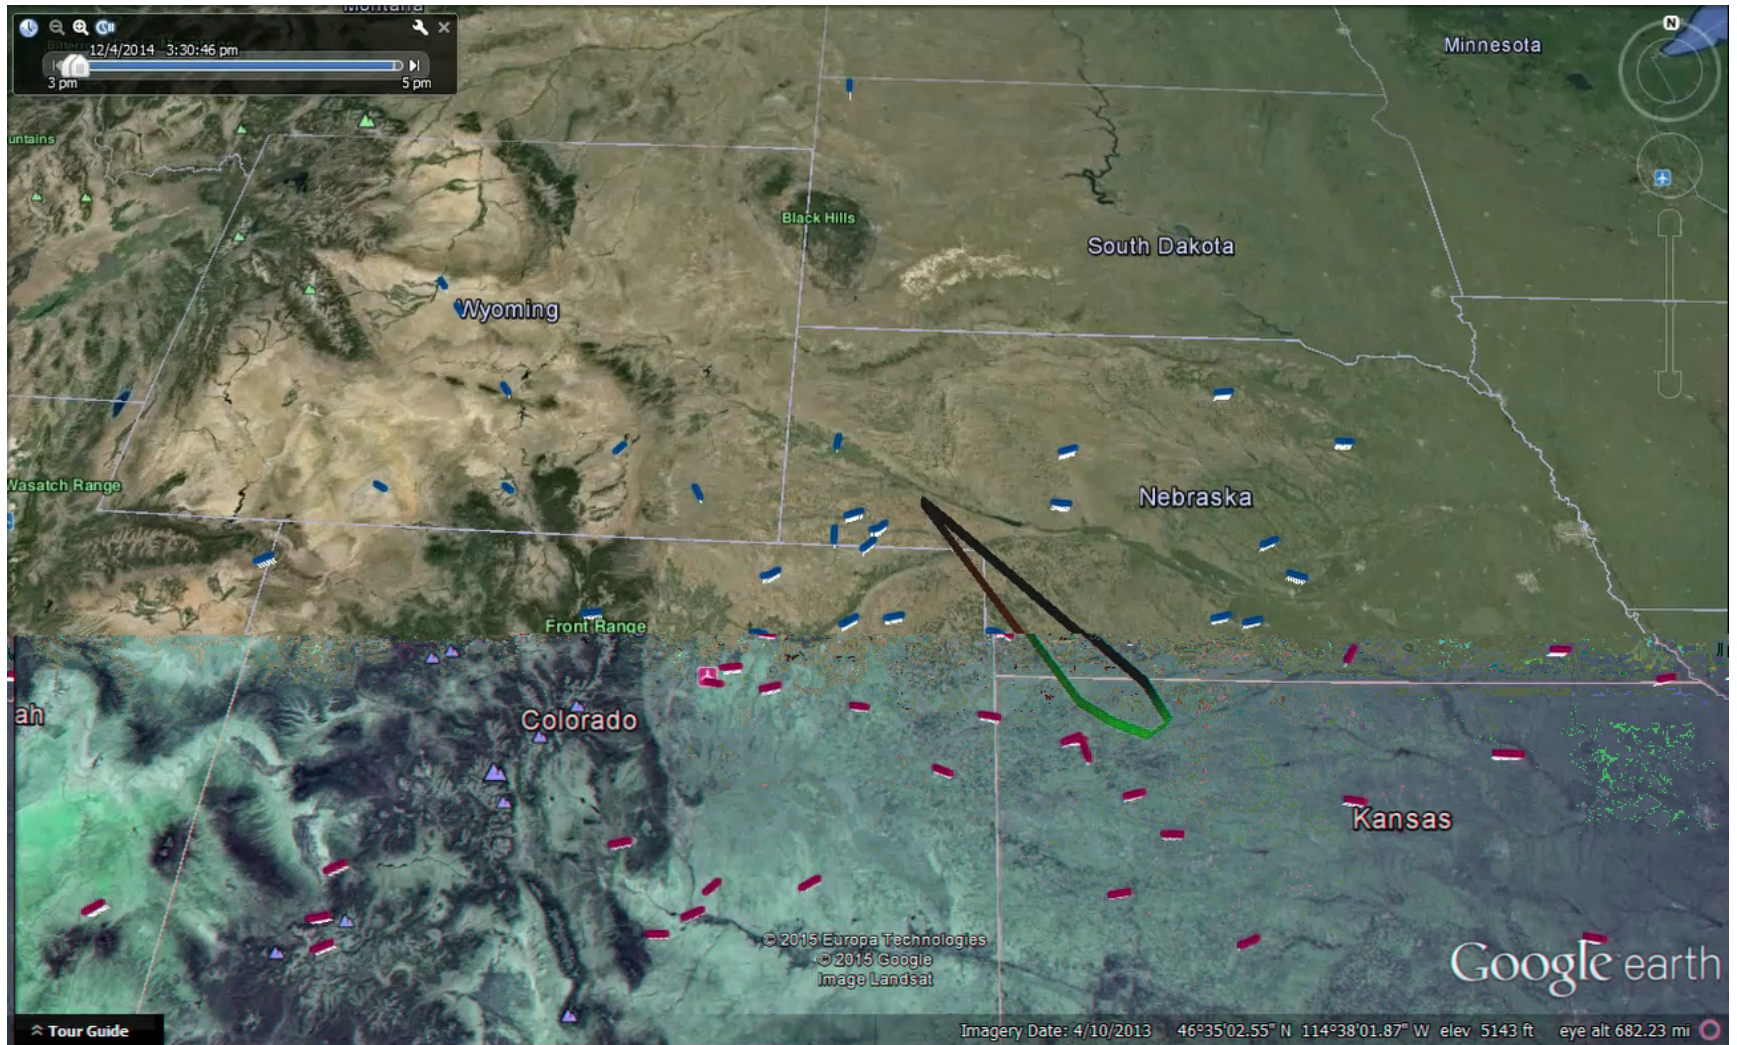 Montana
12/4/2014 3:30:46 pm
3 pm
5 pm
N
Minnesota
untains
Black Hills
South Dakota
Wyoming
Wasatch Range
Nebraska
Front Range
ah
Colorado
Kansas
© 2015 Europa Technologies
© 2015 Google
Image Landsat
Google earth
Tour Guide
Imagery Date: 4/10/2013 46°35'02.55" N 114°38'01.87" W elev 5143 ft eye alt 682.23 mi